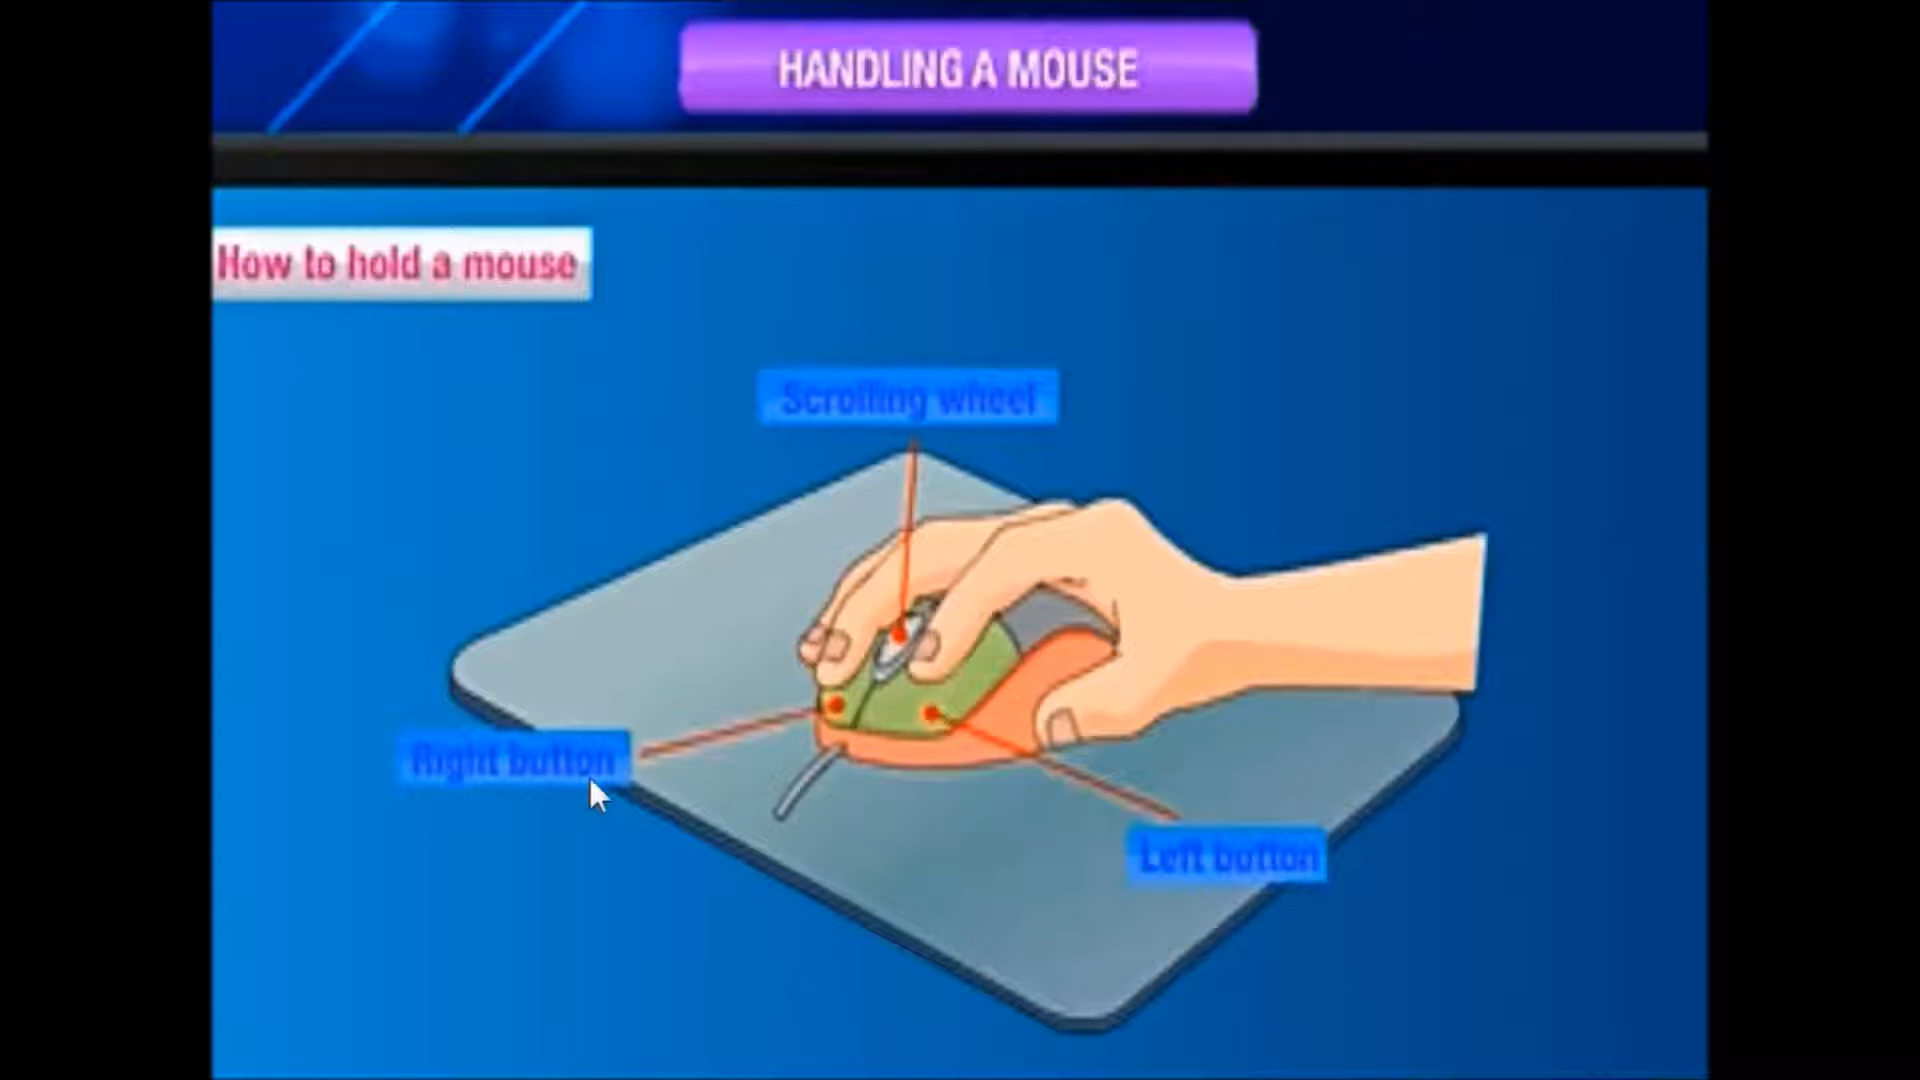 HANDLING A MOUSE
How to hold a mouse
Scrolling wheel
Right button
Left button